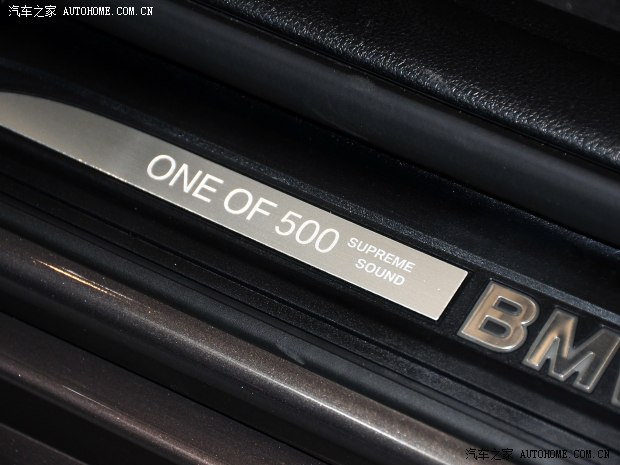 汽车之家 AUTOHOME.COM.CN
ONE OF 500
SUPREME
SOUND
BMW
汽车之家 AUTOHOME.COM.CN